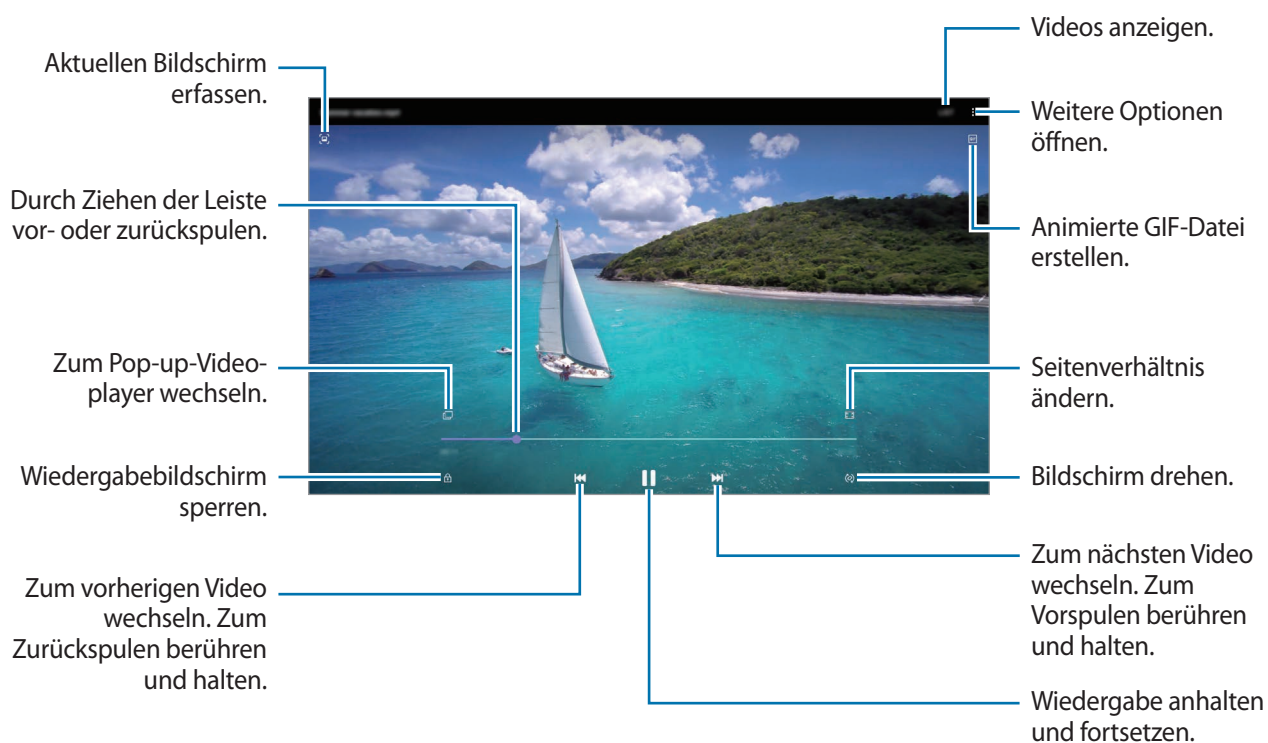 Aktuellen Bildschirm
erfassen.
Durch Ziehen der Leiste
vor- oder zurückspulen.
Zum Pop-up-Video-
player wechseln.
Wiedergabebildschirm
sperren.
Zum vorherigen Video
wechseln. Zum
Zurückspulen berühren
und halten.
Videos anzeigen.
Weitere Optionen
öffnen.
Animierte GIF-Datei
erstellen.
Seitenverhältnis
ändern.
Bildschirm drehen.
Zum nächsten Video
wechseln. Zum
Vorspulen berühren
und halten.
Wiedergabe anhalten
und fortsetzen.